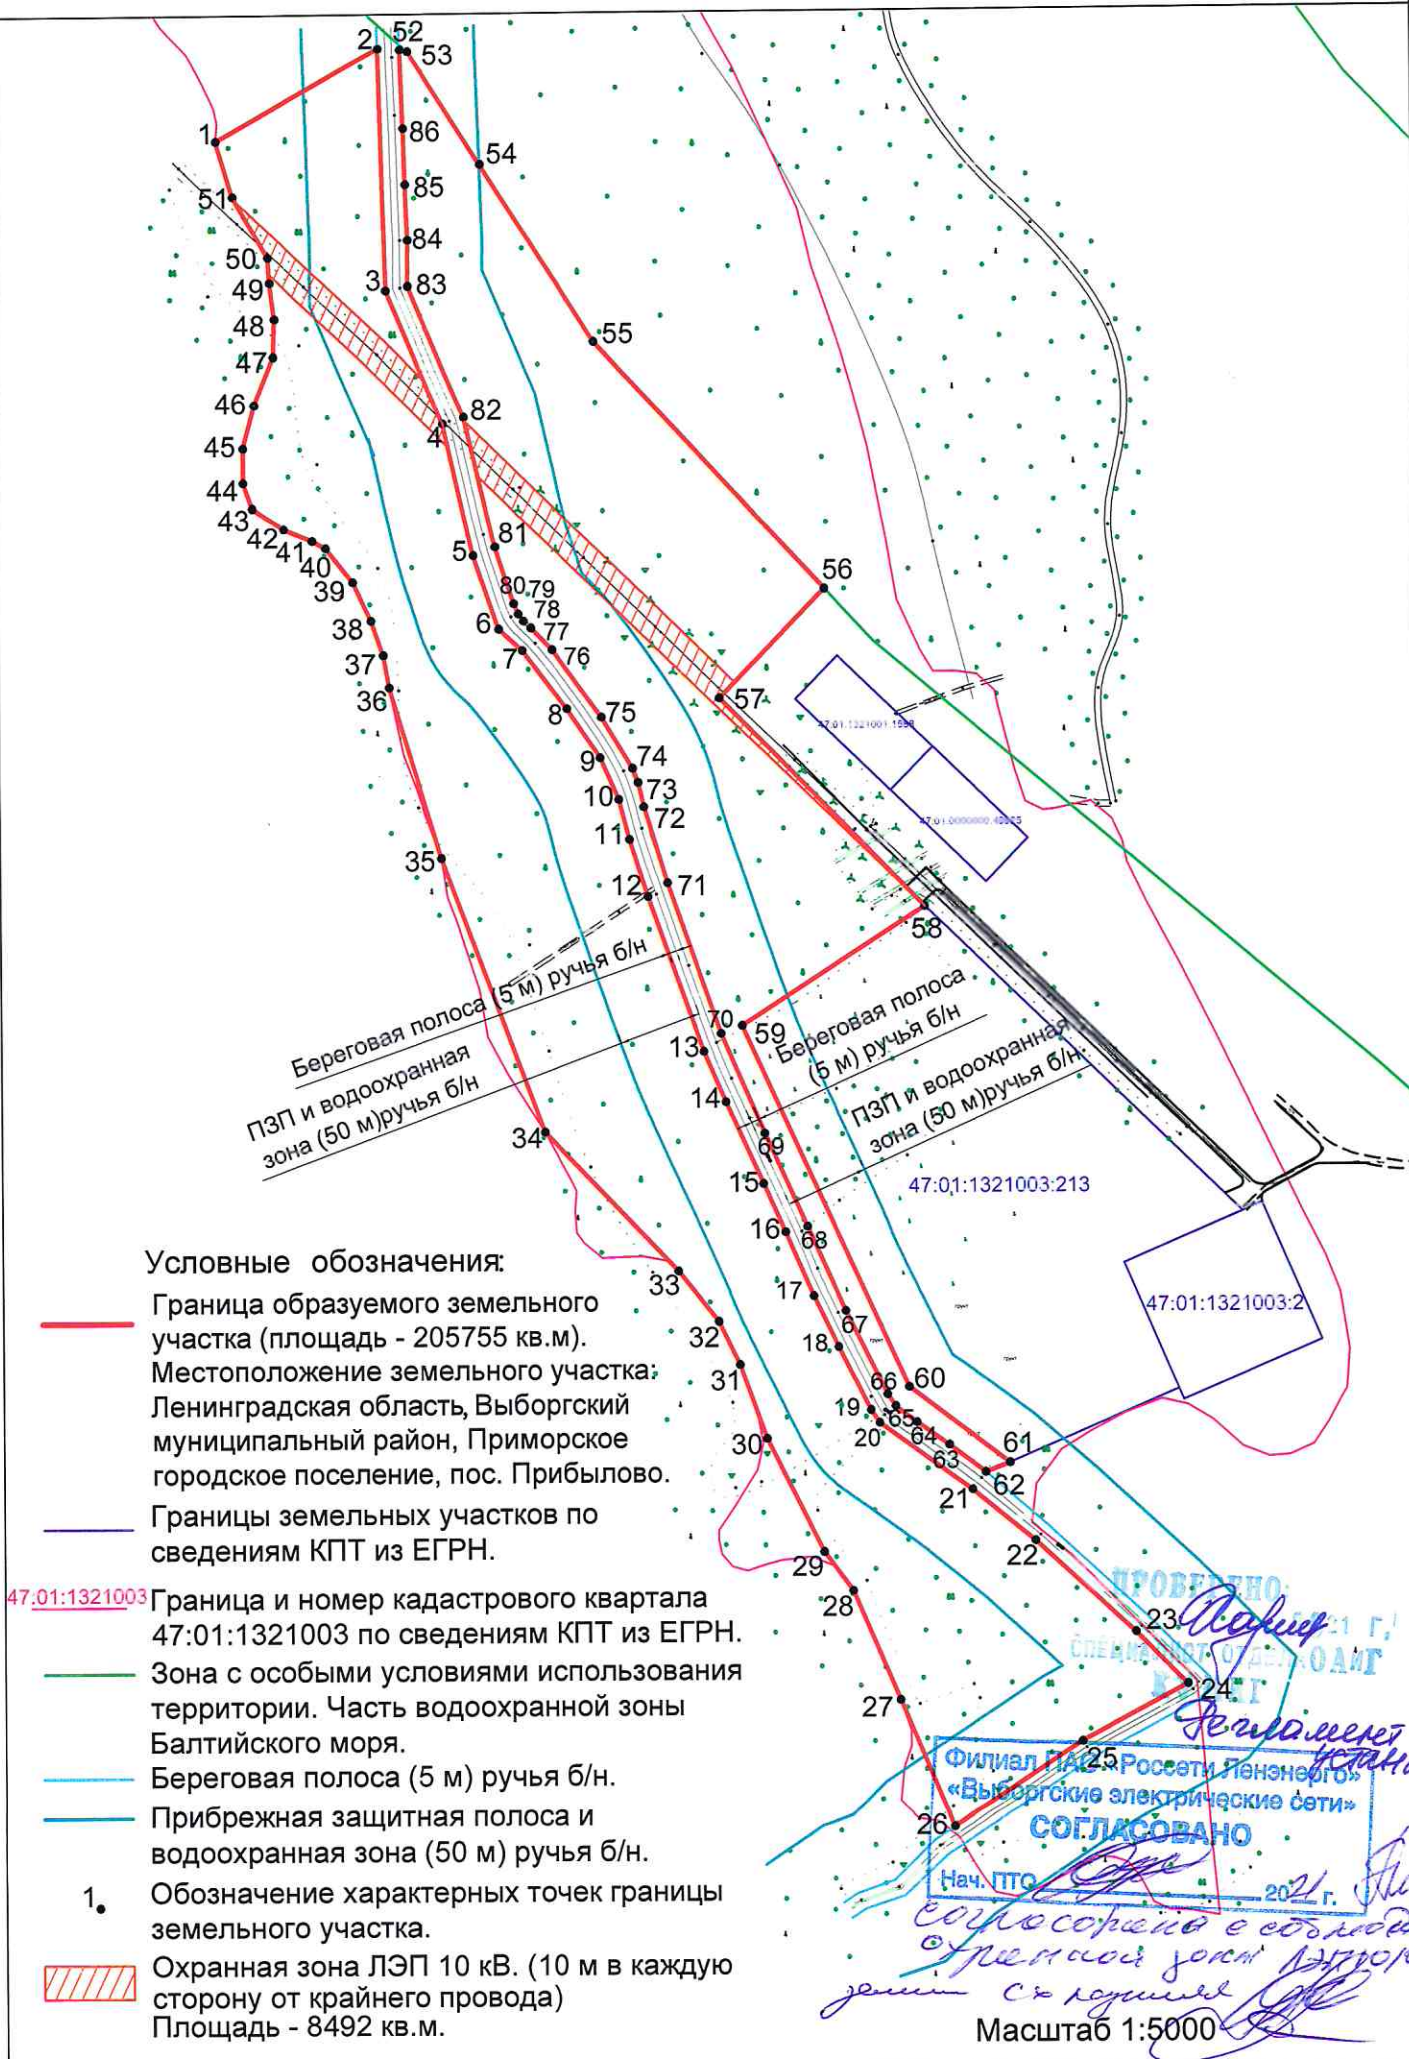 2
52
53
1
86
54
85
51
84
50
3
83
49
48
55
47
46
82
4
45
44
43
42
81
41
5
40
56
39
80
79
78
38
6
77
37
7
76
36
57
8
75
47:01:1321001:1598
9
74
73
10
72
11
35
71
12
58
Береговая полоса (5 м) ручья б/н
ПЗП и водоохранная
зона (50 м)ручья б/н
70
59
13
Береговая полоса
(5 м) ручья б/н
14
ПЗП и водоохранная
зона (50 м)ручья б/н
34
69
15
47:01:1321003:213
16
68
33
17
47:01:1321003:2
32
67
18
31
66
60
19
65
20
64
30
63
61
62
21
22
29
28
23
24
27
25
26
Условные обозначения:
Граница образуемого земельного
участка (площадь - 205755 кв.м).
Местоположение земельного участка:
Ленинградская область, Выборгский
муниципальный район, Приморское
городское поселение, пос. Прибылово.
Границы земельных участков по
сведениям КПТ из ЕГРН.
47:01:1321003
Граница и номер кадастрового квартала
47:01:1321003 по сведениям КПТ из ЕГРН.
Зона с особыми условиями использования
территории. Часть водоохранной зоны
Балтийского моря.
Береговая полоса (5 м) ручья б/н.
Прибрежная защитная полоса и
водоохранная зона (50 м) ручья б/н.
1
Обозначение характерных точек границы
земельного участка.
Охранная зона ЛЭП 10 кВ. (10 м в каждую
сторону от крайнего провода)
Площадь - 8492 кв.м.
ПРОВЕРЕНО:
21 г.
СПЕЦИАЛИСТ ОТДЕЛА ОАИГ
Регламент
Филиал ПАО «Россети Ленэнерго»
«Выборгские электрические сети»
СОГЛАСОВАНО
Нач. ПТО
2021 г.
Масштаб 1:5000